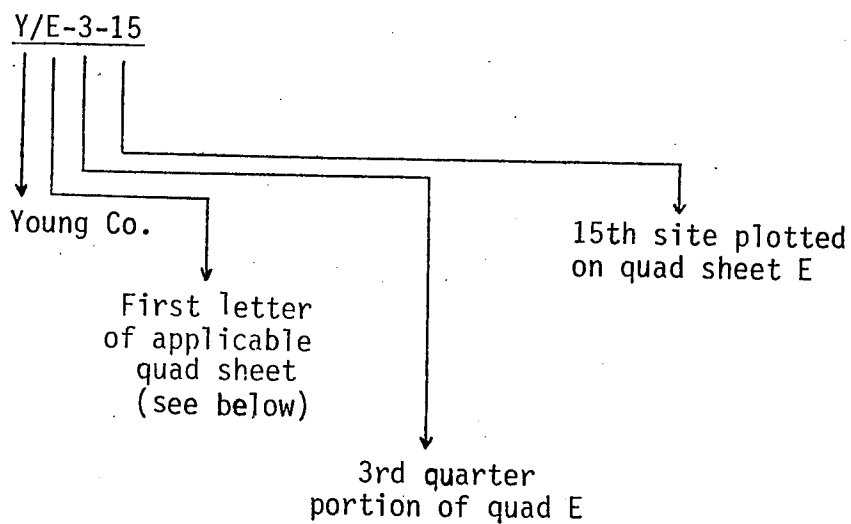 Y/E-3-15
Young Co.
First letter
of applicable
quad sheet
(see below)
3rd quarter
portion of quad E
15th site plotted
on quad sheet E